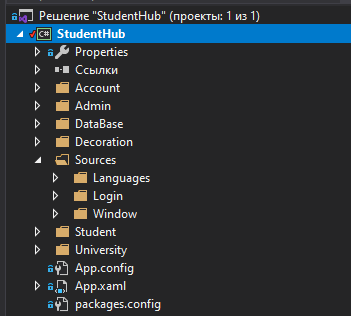 Решение "StudentHub" (проекты: 1 из 1)
C# StudentHub
Properties
Ссылки
Account
Admin
DataBase
Decoration
Sources
Languages
Login
Window
Student
University
App.config
App.xaml
packages.config